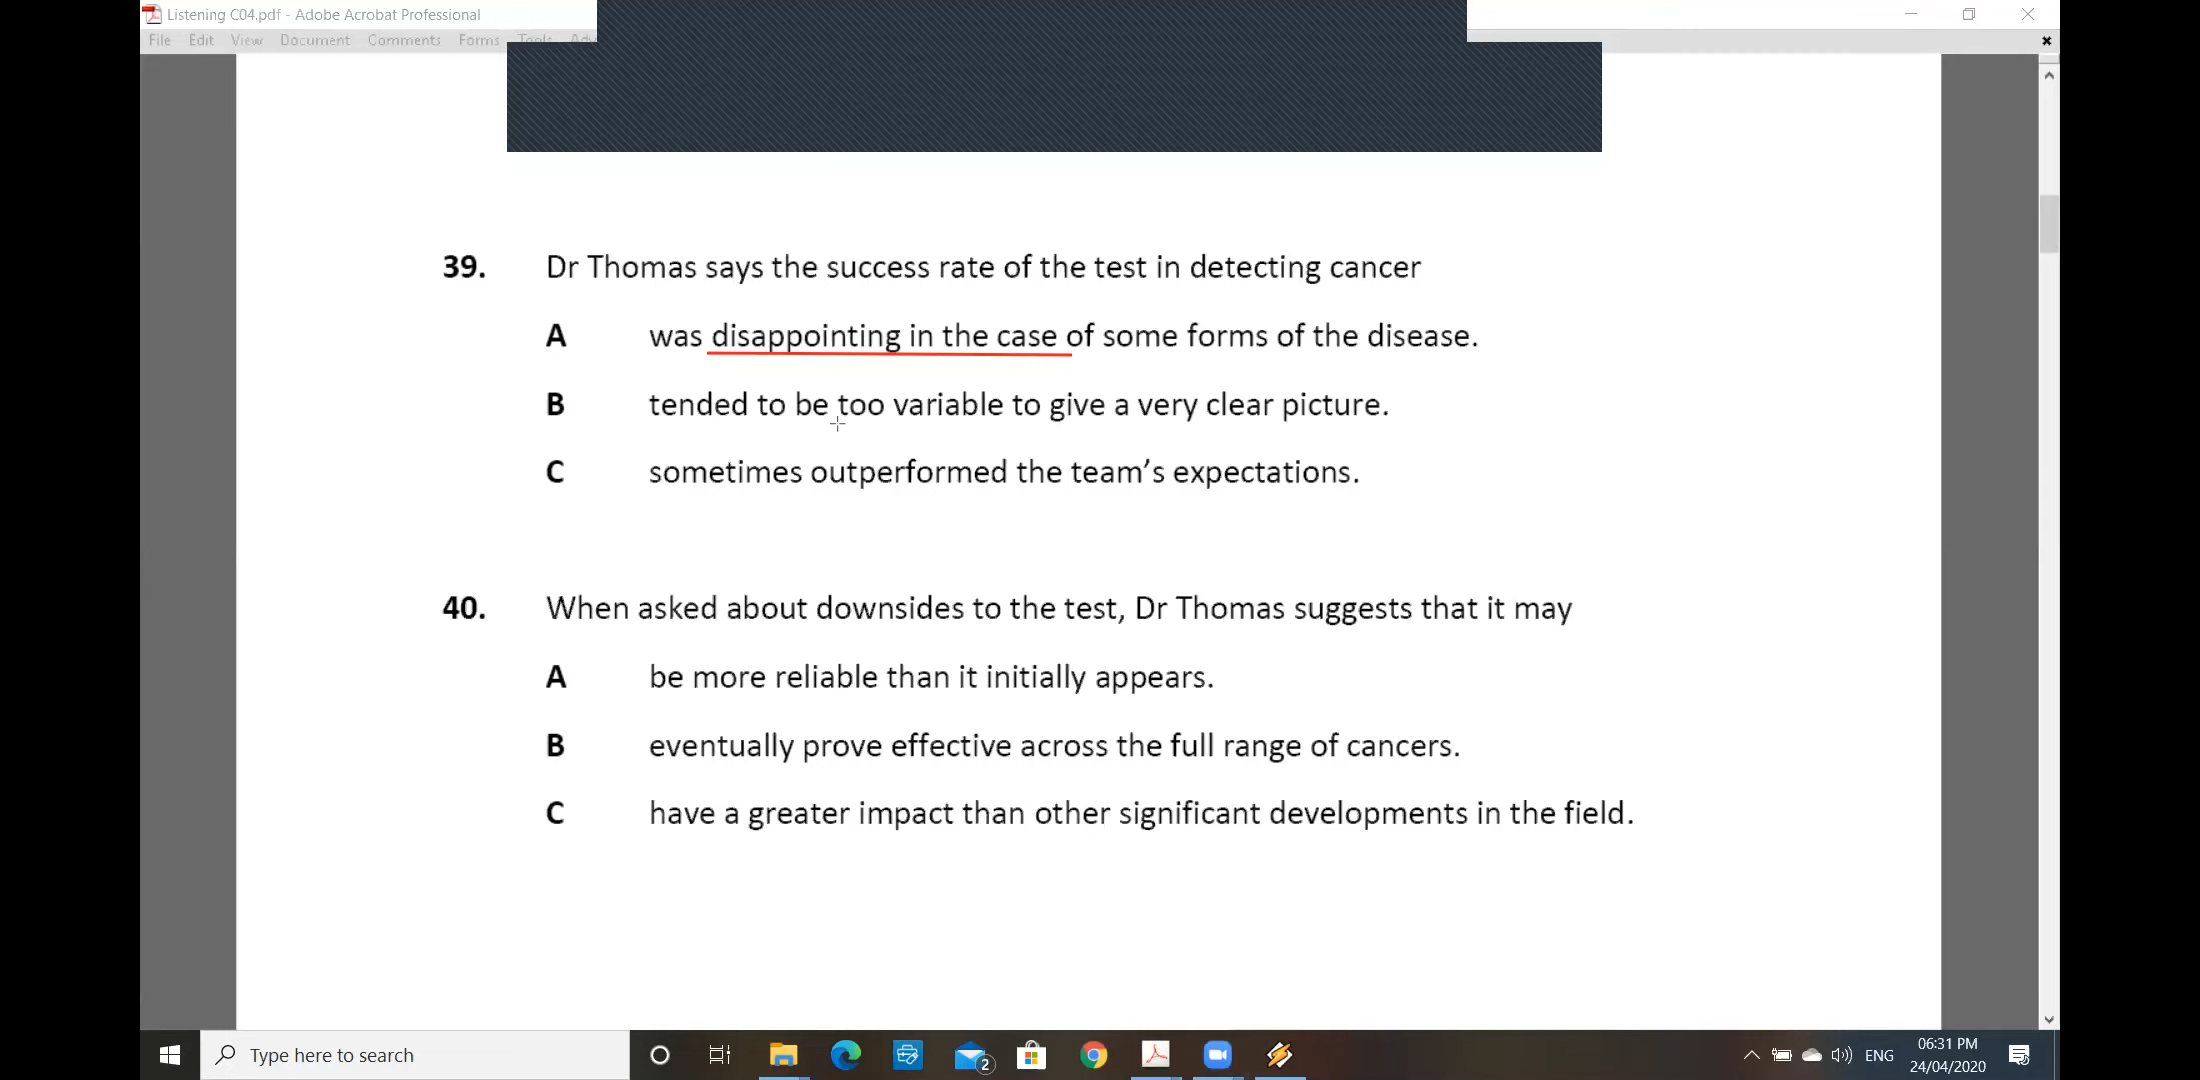 Listening C04.pdf - Adobe Acrobat Professional
File Edit View Document Comments Forms Tools Adv
39. Dr Thomas says the success rate of the test in detecting cancer
A was disappointing in the case of some forms of the disease.
B tended to be too variable to give a very clear picture.
C sometimes outperformed the team’s expectations.
40. When asked about downsides to the test, Dr Thomas suggests that it may
A be more reliable than it initially appears.
B eventually prove effective across the full range of cancers.
C have a greater impact than other significant developments in the field.
Type here to search 2 ENG 06:31 PM
24/04/2020